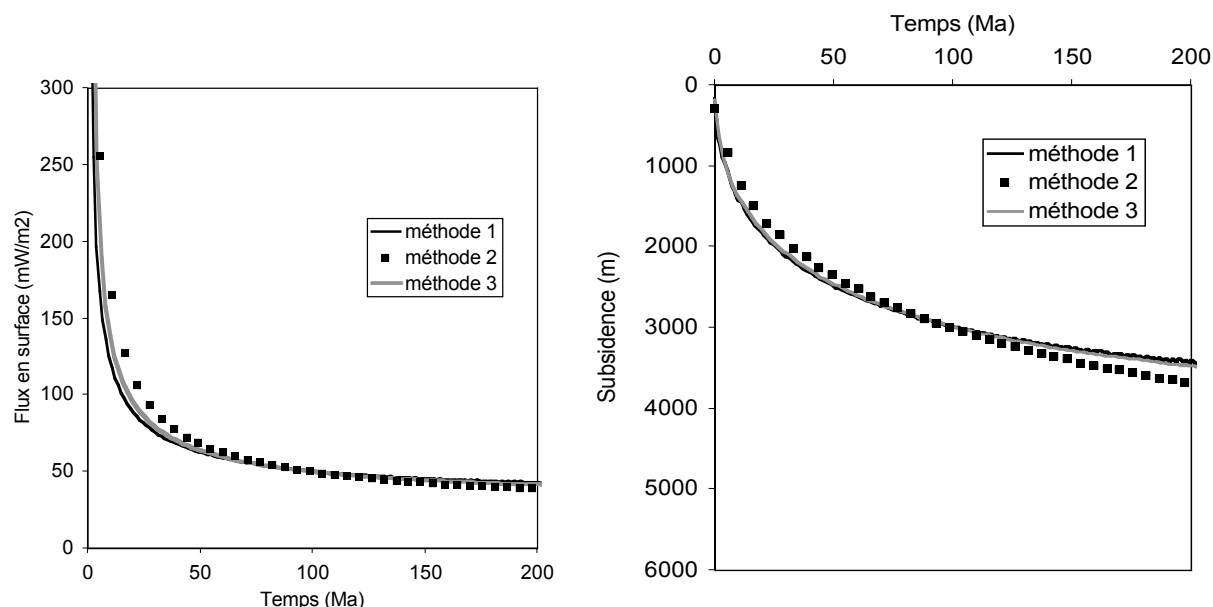 300
250
200
150
100
50
0
Flux en surface (mW/m2)
méthode 1
méthode 2
méthode 3
0 50 100 150 200
Temps (Ma)
Temps (Ma)
0 50 100 150 200
0
1000
2000
3000
4000
5000
6000
Subsidence (m)
méthode 1
méthode 2
méthode 3